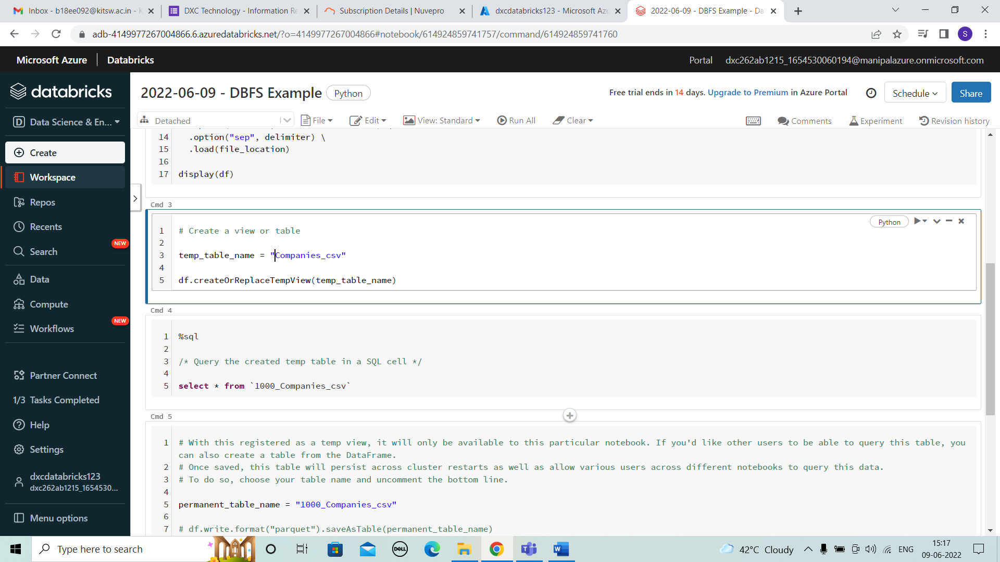 Inbox - b18ee092@kitsw.ac.in - K
DXC Technology - Information Re
Subscription Details | Nuvepro
dxcdatabricks123 - Microsoft Azu
2022-06-09 - DBFS Example - Da
adb-4149977267004866.6.azuredatabricks.net/?o=4149977267004866#notebook/614924859741757/command/614924859741760
S
Microsoft Azure
Databricks
Portal
dxc262ab1215_1654530060194@manipalazure.onmicrosoft.com
databricks
2022-06-09 - DBFS Example
Python
Free trial ends in 14 days. Upgrade to Premium in Azure Portal
Schedule
Share
D Data Science & En...
Detached
File
Edit
View: Standard
Run All
Clear
Comments
Experiment
Revision history
Create
Workspace
Repos
Recents
Search
NEW
Data
Compute
Workflows
NEW
Partner Connect
1/3 Tasks Completed
Help
Settings
dxcdatabricks123
dxc262ab1215_1654530...
Menu options
14 .option("sep", delimiter) \
15 .load(file_location)
16
17 display(df)
Cmd 3
Python
1 # Create a view or table
2
3 temp_table_name = "Companies_csv"
4
5 df.createOrReplaceTempView(temp_table_name)
Cmd 4
1 %sql
2
3 /* Query the created temp table in a SQL cell */
4
5 select * from `1000_Companies_csv`
Cmd 5
1 # With this registered as a temp view, it will only be available to this particular notebook. If you'd like other users to be able to query this table, you
can also create a table from the DataFrame.
2 # Once saved, this table will persist across cluster restarts as well as allow various users across different notebooks to query this data.
3 # To do so, choose your table name and uncomment the bottom line.
4
5 permanent_table_name = "1000_Companies_csv"
6
7 # df.write.format("parquet").saveAsTable(permanent_table_name)
Type here to search
DELL
W
42°C Cloudy
ENG
15:17
09-06-2022